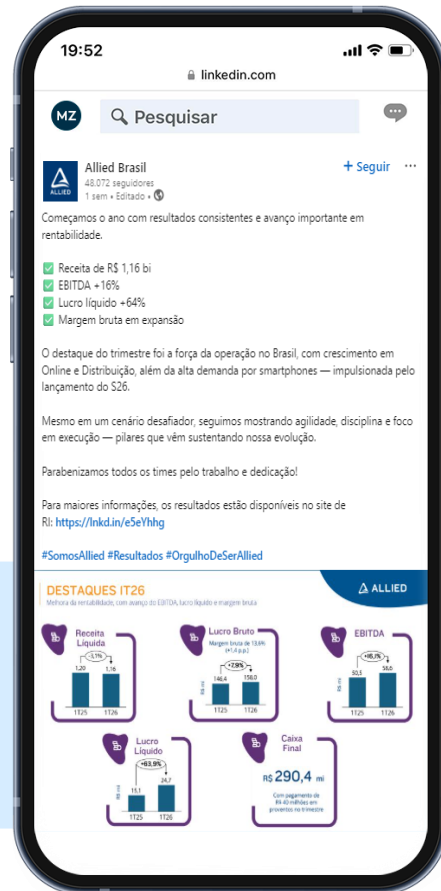 19:52
linkedin.com
MZ
Pesquisar
Allied Brasil
48.072 seguidores
1 sem • Editado •
+ Seguir ···
ALLIED
Começamos o ano com resultados consistentes e avanço importante em
rentabilidade.
✅ Receita de R$ 1,16 bi
✅ EBITDA +16%
✅ Lucro líquido +64%
✅ Margem bruta em expansão
O destaque do trimestre foi a força da operação no Brasil, com crescimento em
Online e Distribuição, além da alta demanda por smartphones — impulsionada pelo
lançamento do S26.
Mesmo em um cenário desafiador, seguimos mostrando agilidade, disciplina e foco
em execução — pilares que vêm sustentando nossa evolução.
Parabenizamos todos os times pelo trabalho e dedicação!
Para maiores informações, os resultados estão disponíveis no site de
RI: https://lnkd.in/e5eYhhg
#SomosAllied #Resultados #OrgulhoDeSerAllied
DESTAQUES 1T26
Melhora da rentabilidade, com avanço do EBITDA, lucro líquido e margem bruta
ALLIED
Receita
Líquida
1,20
1,16
1T25 1T26
Lucro Bruto
Margem bruta de 13,6%
(+1,4 p.p.)
+7,9%
R$ mi
146,4
158,0
1T25 1T26
EBITDA
+16,1%
R$ mi
50,5
58,6
1T25 1T26
Lucro
Líquido
+63,9%
R$ mi
15,1
24,7
1T25 1T26
Caixa
Final
R$ 290,4 mi
Com pagamento de
R$ 40 milhões em
proventos no trimestre